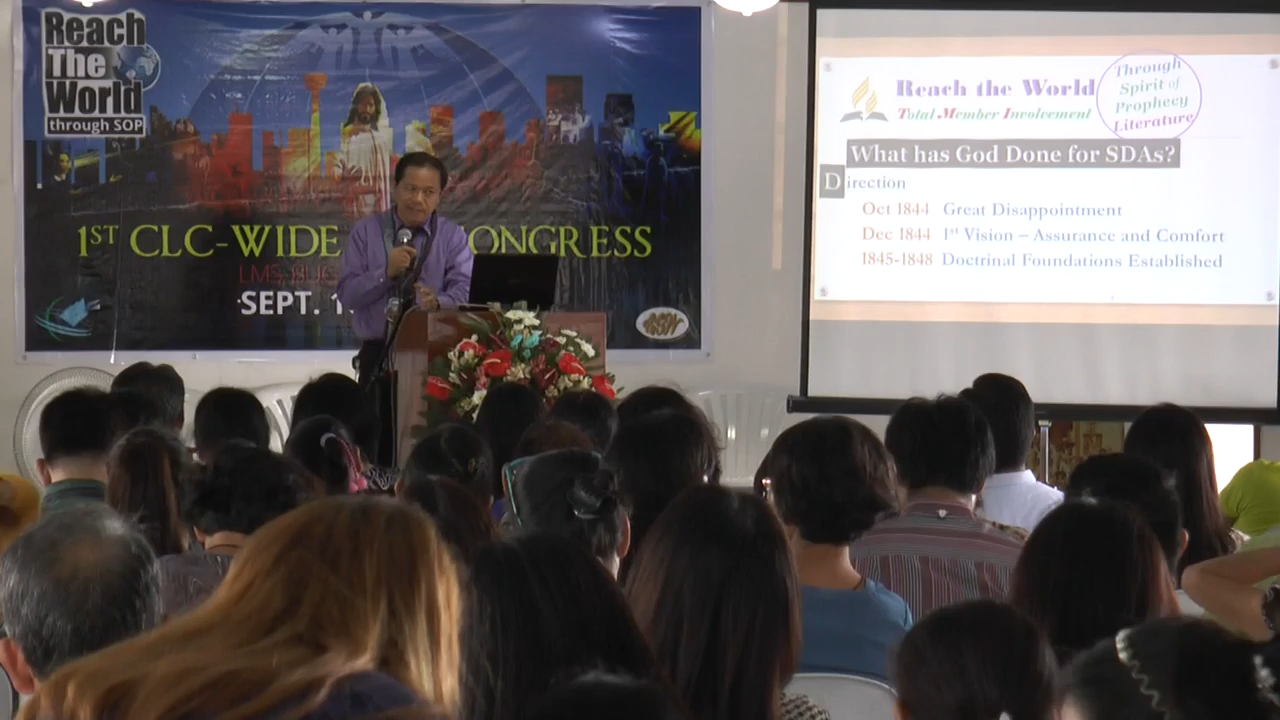 Reach
The
World
through SOP
1ST CLC-WIDE
ONGRESS
SEPT. 1
Reach the World
Total Member Involvement
Through
Spirit of
Prophecy
Literature
What has God Done for SDAs?
Direction
Oct 1844 Great Disappointment
Dec 1844 1st Vision – Assurance and Comfort
1845-1848 Doctrinal Foundations Established